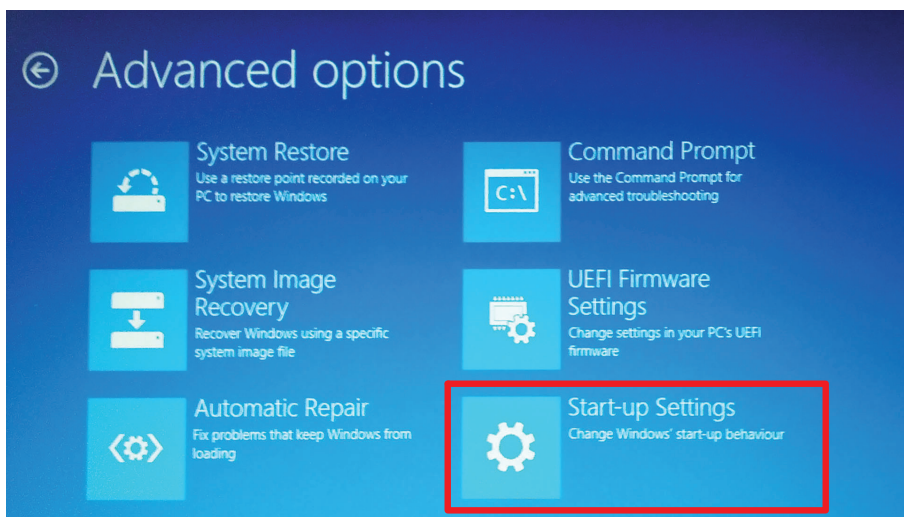 Advanced options
System Restore
Use a restore point recorded on your
PC to restore Windows
Command Prompt
Use the Command Prompt for
advanced troubleshooting
C:\
System Image
Recovery
Recover Windows using a specific
system image file
UEFI Firmware
Settings
Change settings in your PC's UEFI
firmware
Automatic Repair
Fix problems that keep Windows from
loading
Start-up Settings
Change Windows' start-up behaviour